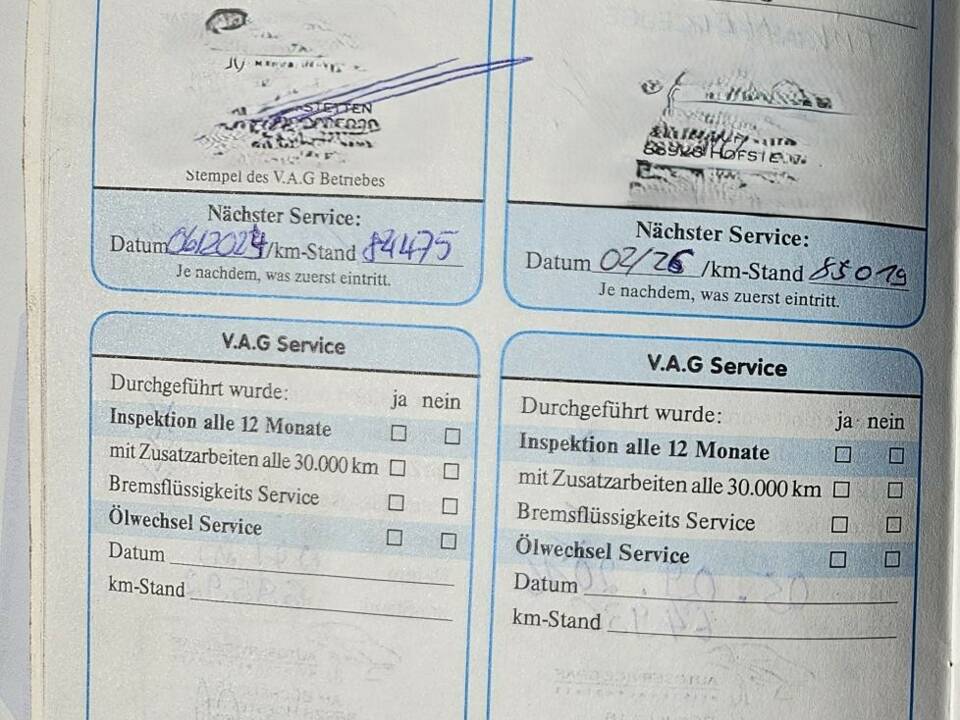 STETTEN
Stempel des V.A.G Betriebes
Nächster Service:
Datum 06/2024 /km-Stand 84475
Je nachdem, was zuerst eintritt.
Nächster Service:
Datum 02/26 /km-Stand 85019
Je nachdem, was zuerst eintritt.
V.A.G Service
Durchgeführt wurde: ja nein
Inspektion alle 12 Monate
mit Zusatzarbeiten alle 30.000 km
Bremsflüssigkeits Service
Ölwechsel Service
Datum
km-Stand
V.A.G Service
Durchgeführt wurde: ja nein
Inspektion alle 12 Monate
mit Zusatzarbeiten alle 30.000 km
Bremsflüssigkeits Service
Ölwechsel Service
Datum
km-Stand